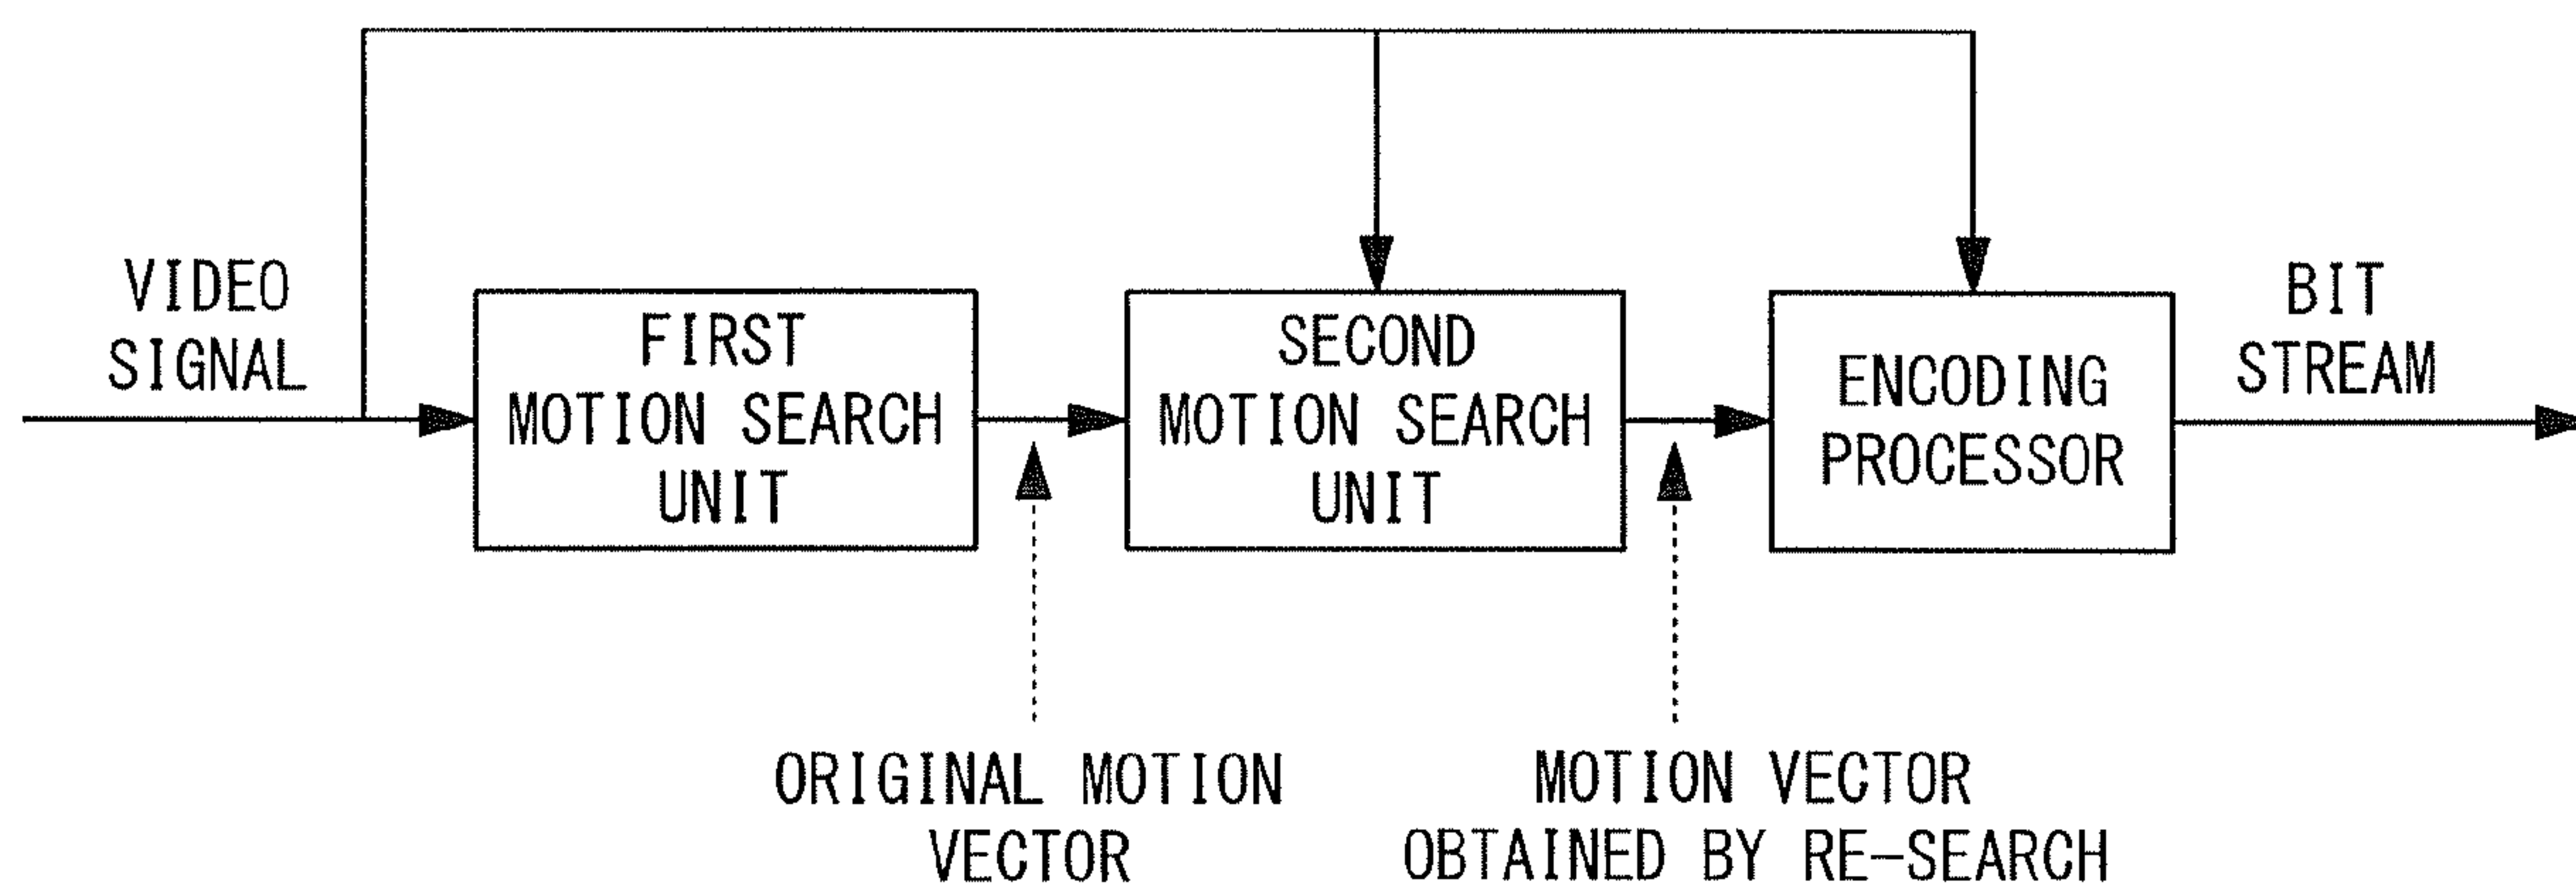 VIDEO
SIGNAL
FIRST
MOTION SEARCH
UNIT
SECOND
MOTION SEARCH
UNIT
ENCODING
PROCESSOR
BIT
STREAM
ORIGINAL MOTION
VECTOR
MOTION VECTOR
OBTAINED BY RE-SEARCH